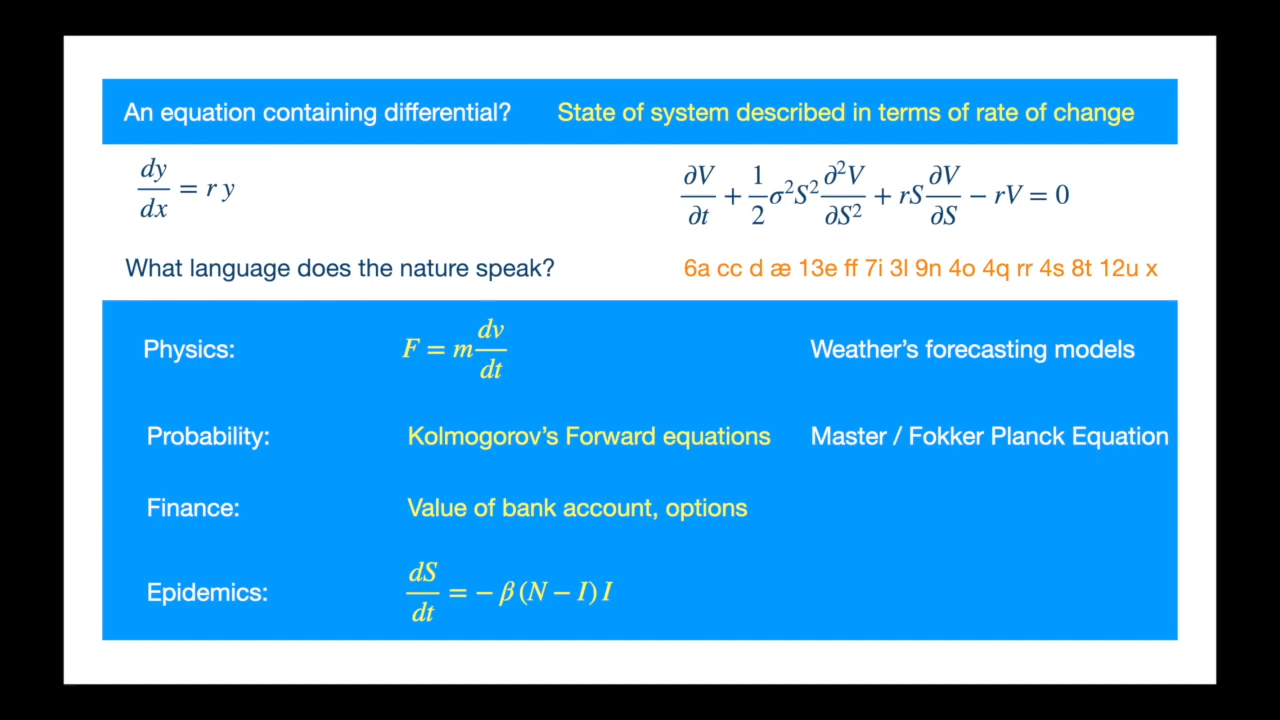 An equation containing differential? State of system described in terms of rate of change
dy/dx = r y
∂V/∂t + 1/2 σ²S² ∂²V/∂S² + rS ∂V/∂S − rV = 0
What language does the nature speak? 6a cc d æ 13e ff 7i 3l 9n 4o 4q rr 4s 8t 12u x
Physics: F = m dv/dt Weather’s forecasting models
Probability: Kolmogorov’s Forward equations Master / Fokker Planck Equation
Finance: Value of bank account, options
Epidemics: dS/dt = − β (N − I) I